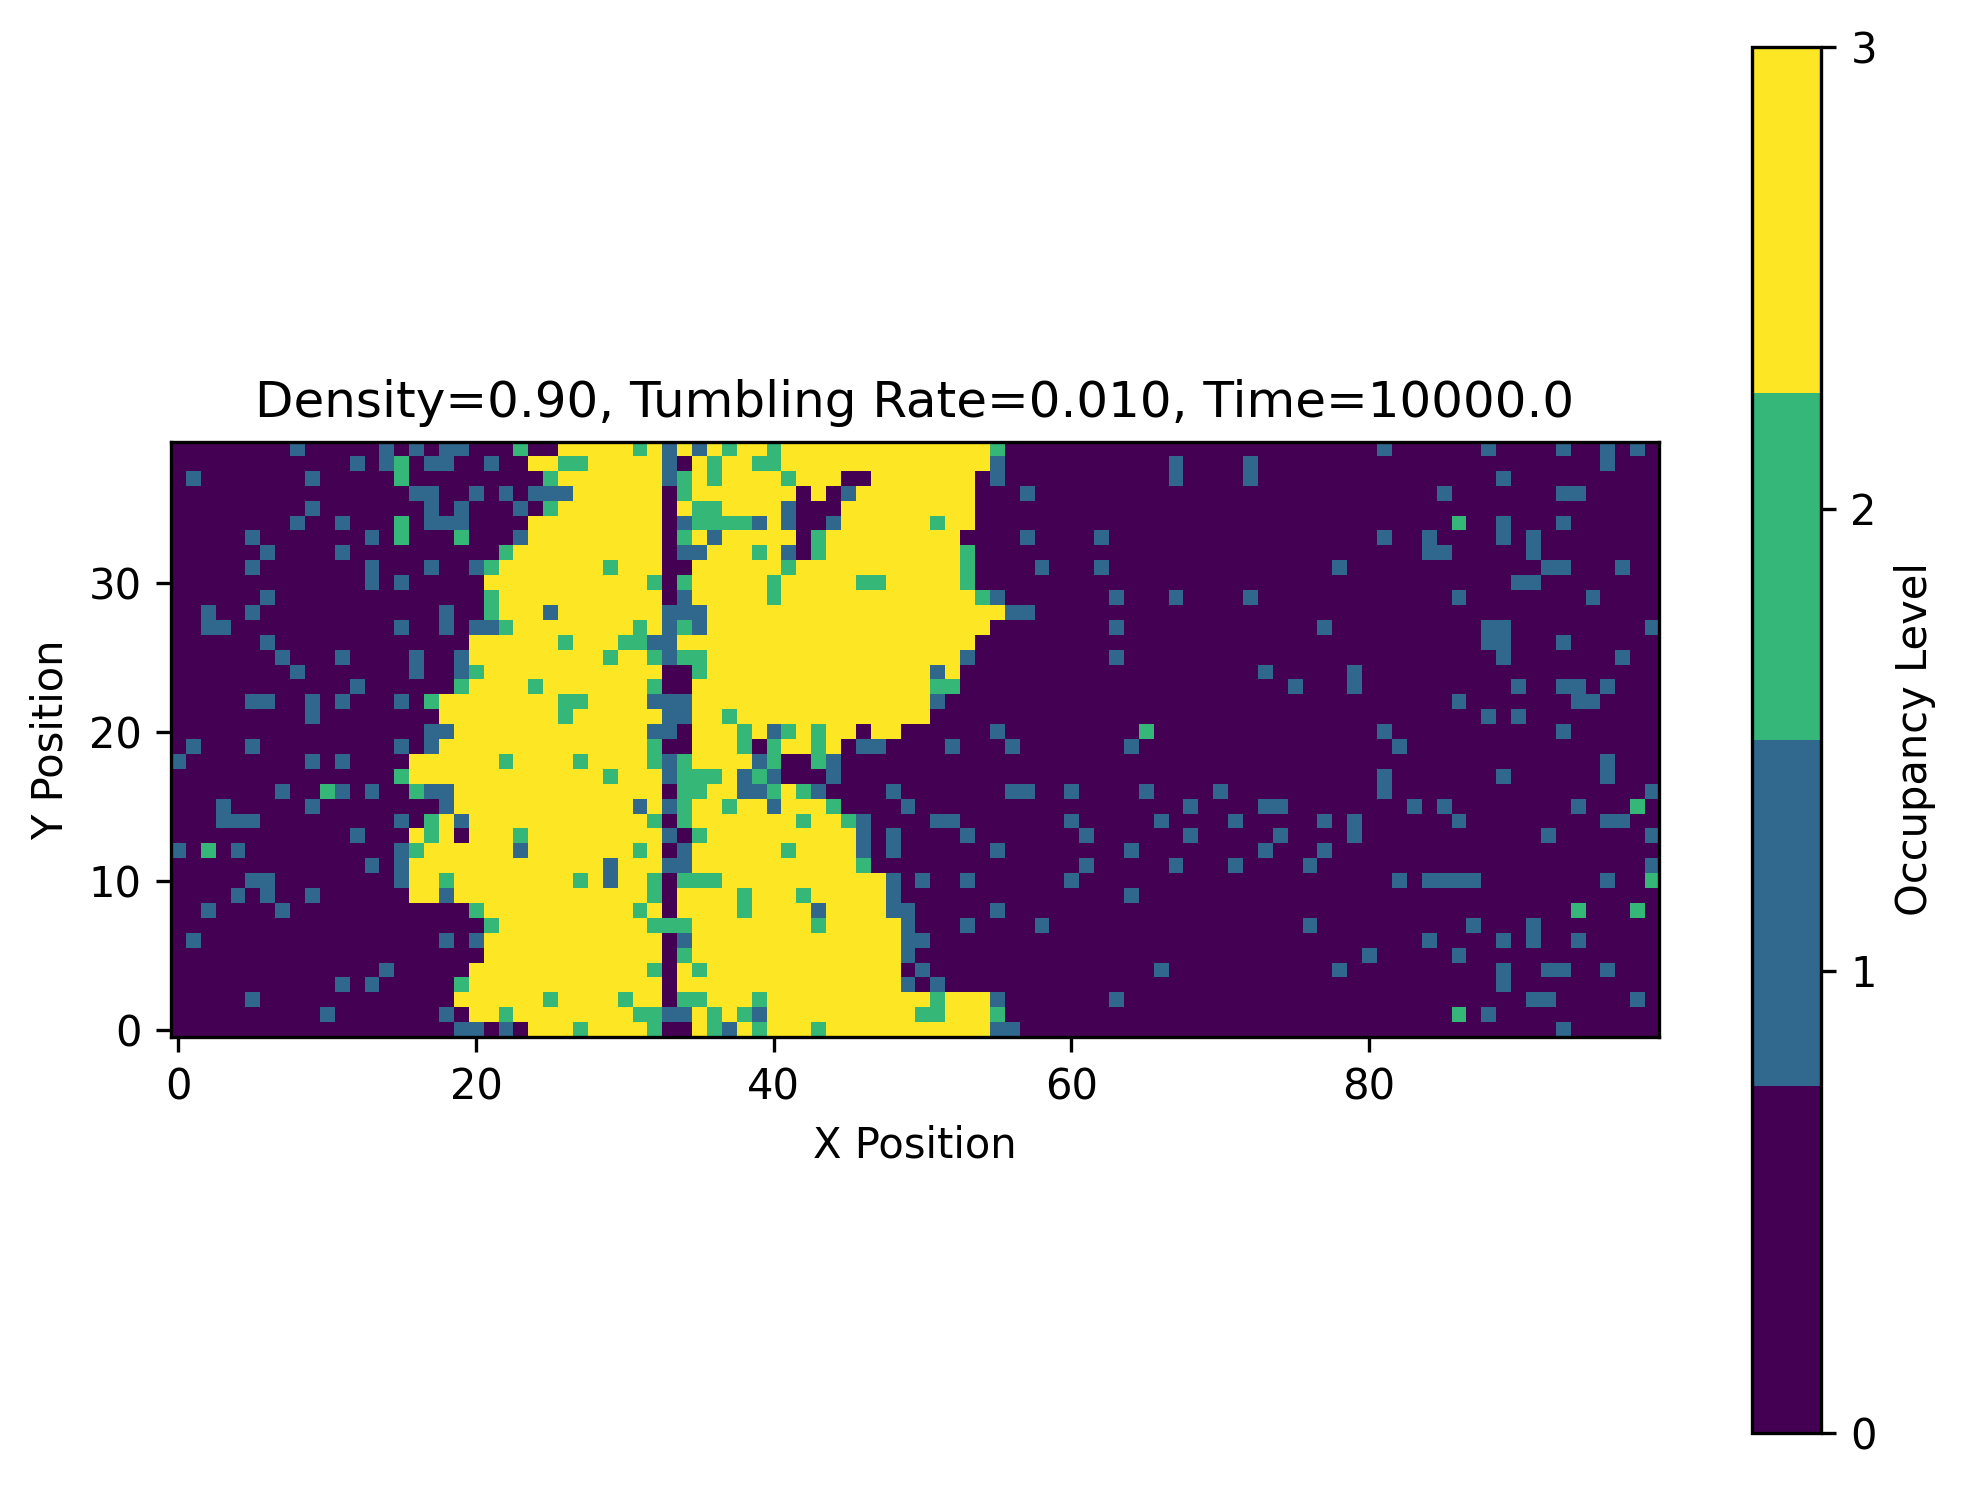 Density=0.90, Tumbling Rate=0.010, Time=10000.0
Y Position
30
20
10
0
0 20 40 60 80
X Position
3
2
1
0
Occupancy Level